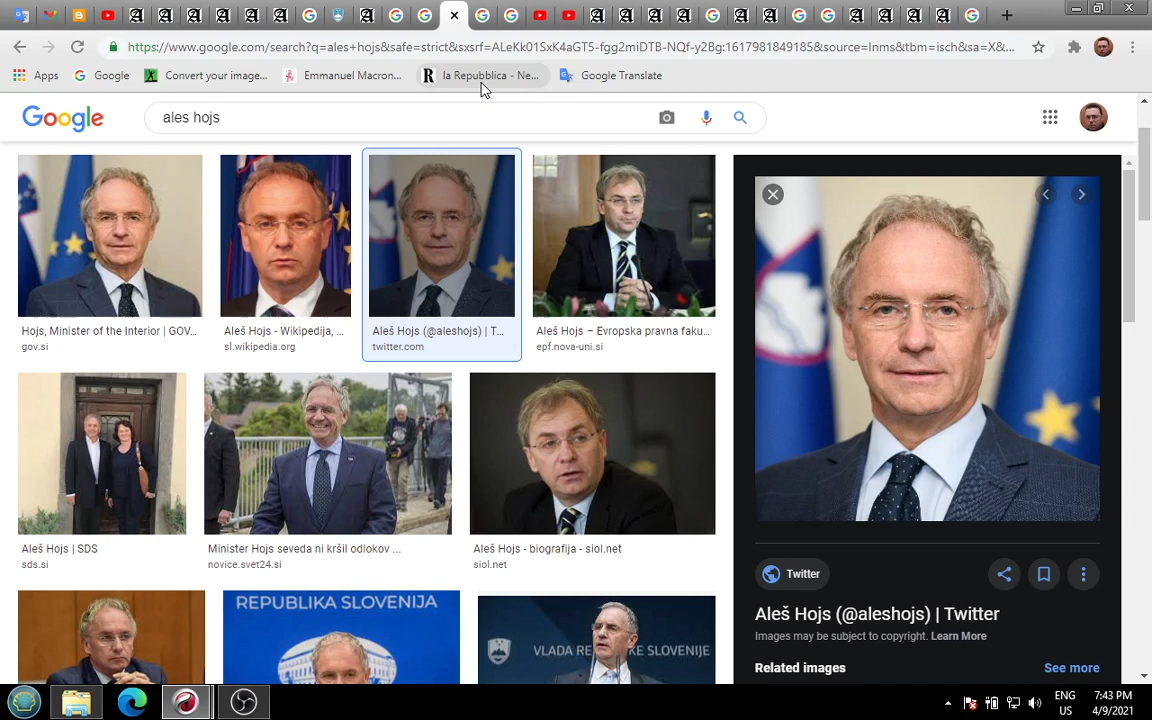 https://www.google.com/search?q=ales+hojs&safe=strict&sxsrf=ALeKk01SxK4aGT5-fgg2miDTB-NQf-y2Bg:1617981849185&source=lnms&tbm=isch&sa=X&...
Apps Google Convert your image... Emmanuel Macron... la Repubblica - Ne... Google Translate
Google ales hojs
Hojs, Minister of the Interior | GOV...
gov.si
Aleš Hojs - Wikipedija, ...
sl.wikipedia.org
Aleš Hojs (@aleshojs) | T...
twitter.com
Aleš Hojs – Evropska pravna faku...
epf.nova-uni.si
Aleš Hojs | SDS
sds.si
Minister Hojs seveda ni kršil odlokov ...
novice.svet24.si
Aleš Hojs - biografija - siol.net
siol.net
REPUBLIKA SLOVENIJA
VLADA RE KE SLOVENIJE
Twitter
Aleš Hojs (@aleshojs) | Twitter
Images may be subject to copyright. Learn More
Related images See more
ENG
US
7:43 PM
4/9/2021